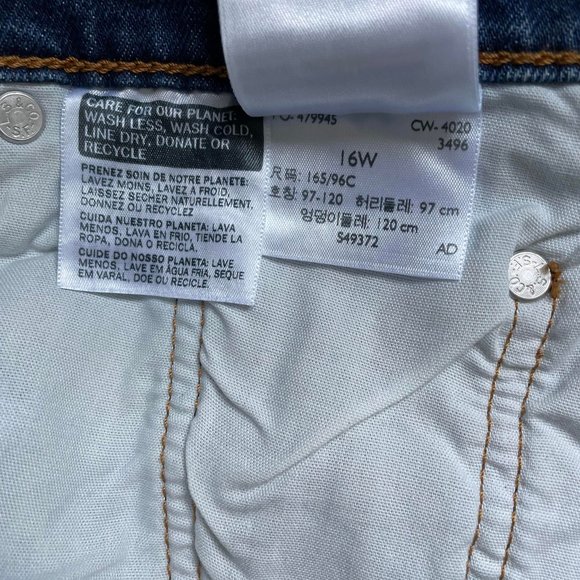 CARE FOR OUR PLANET:
WASH LESS, WASH COLD,
LINE DRY, DONATE OR
RECYCLE
PRENEZ SOIN DE NOTRE PLANETE:
LAVEZ MOINS, LAVEZ A FROID,
LAISSEZ SECHER NATURELLEMENT,
DONNEZ OU RECYCLEZ
CUIDA NUESTRO PLANETA: LAVA
MENOS, LAVA EN FRIO, TIENDE LA
ROPA, DONA O RECICLA.
CUIDE DO NOSSO PLANETA: LAVE
MENOS, LAVE EM ÁGUA FRIA, SEQUE
EM VARAL, DOE OU RECICLE.
479945
CW- 4020
3496
16W
尺码: 165/96C
호칭: 97-120 허리둘레: 97 cm
엉덩이둘레: 120 cm
S49372
AD